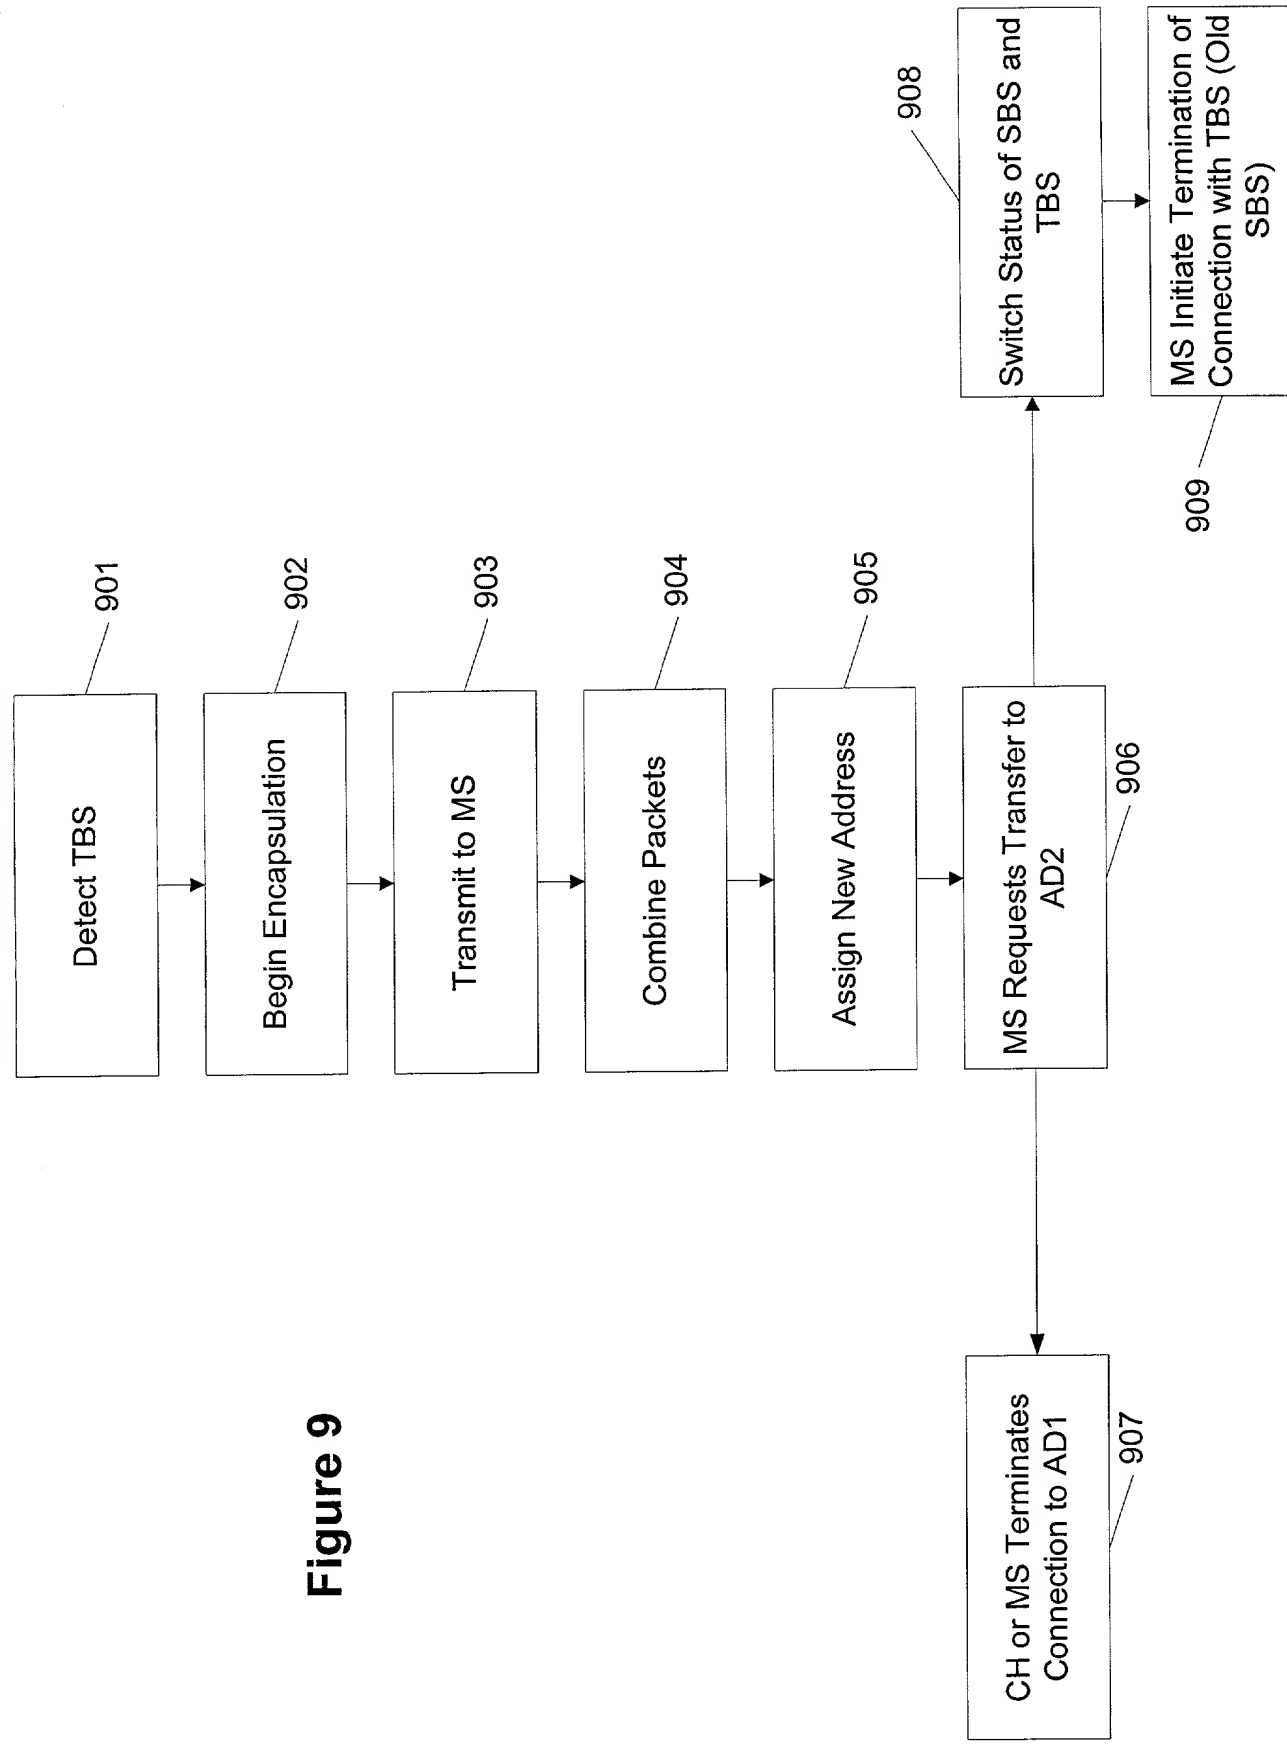 Figure 9
Detect TBS
901
Begin Encapsulation
902
Transmit to MS
903
Combine Packets
904
Assign New Address
905
MS Requests Transfer to
AD2
906
CH or MS Terminates
Connection to AD1
907
Switch Status of SBS and
TBS
908
MS Initiate Termination of
Connection with TBS (Old
SBS)
909